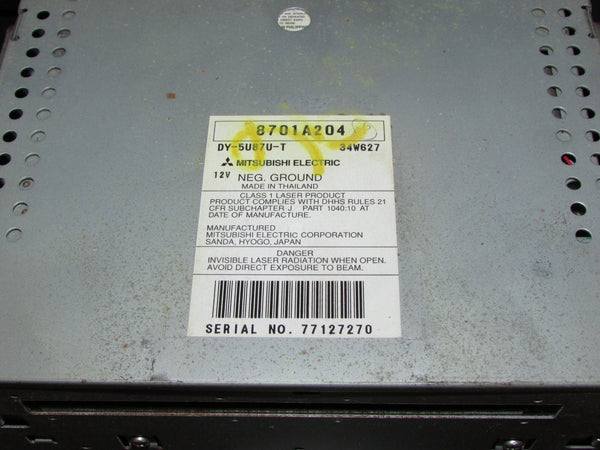 8701A204
DY-5U87U-T 34W627
MITSUBISHI ELECTRIC
12V NEG. GROUND
MADE IN THAILAND
CLASS 1 LASER PRODUCT
PRODUCT COMPLIES WITH DHHS RULES 21
CFR SUBCHAPTER J PART 1040:10 AT
DATE OF MANUFACTURE.
MANUFACTURED
MITSUBISHI ELECTRIC CORPORATION
SANDA, HYOGO, JAPAN
DANGER
INVISIBLE LASER RADIATION WHEN OPEN.
AVOID DIRECT EXPOSURE TO BEAM.
SERIAL NO. 77127270